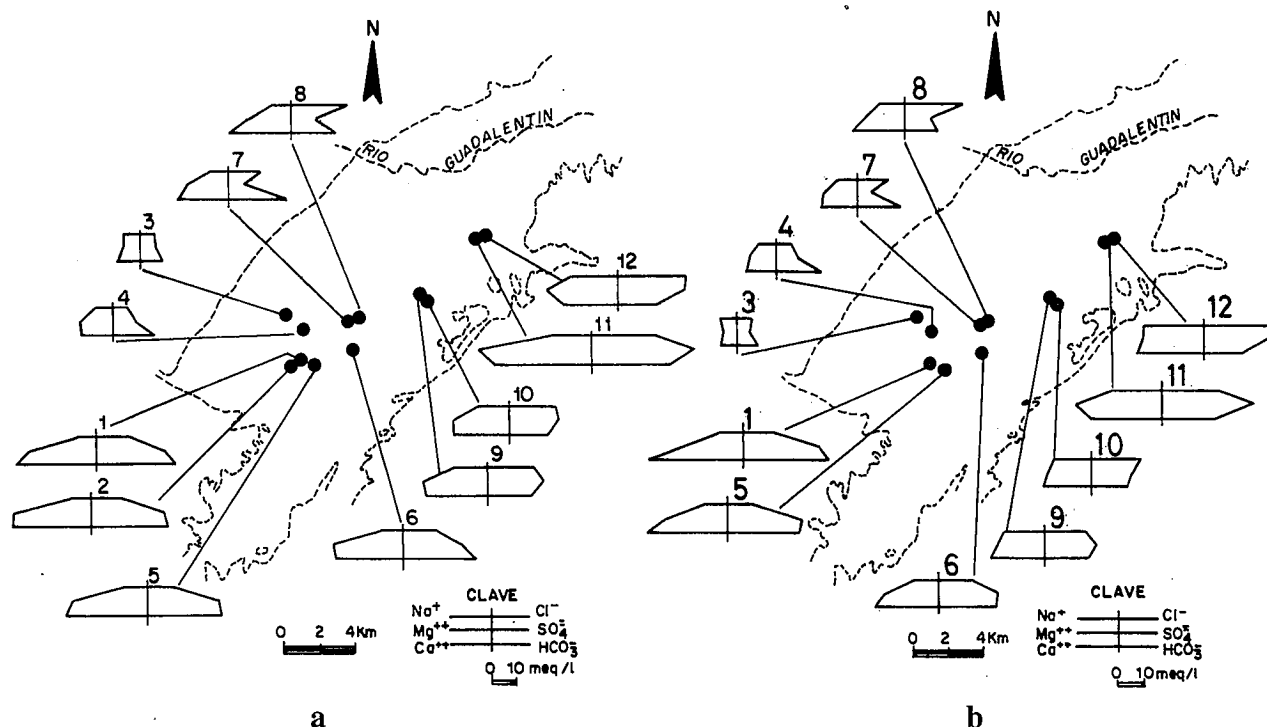 N
8
RIO
GUADALENTIN
7
3
4
12
11
10
1
9
2
6
5
CLAVE
Na⁺ Cl⁻
Mg⁺⁺ SO₄⁼
Ca⁺⁺ HCO₃⁼
0 2 4Km
0 10 meq/l
a
N
8
RIO
GUADALENTIN
7
4
3
12
11
1
10
5
9
6
CLAVE
Na⁺ Cl⁻
Mg⁺⁺ SO₄⁼
Ca⁺⁺ HCO₃⁼
0 2 4Km
0 10meq/l
b